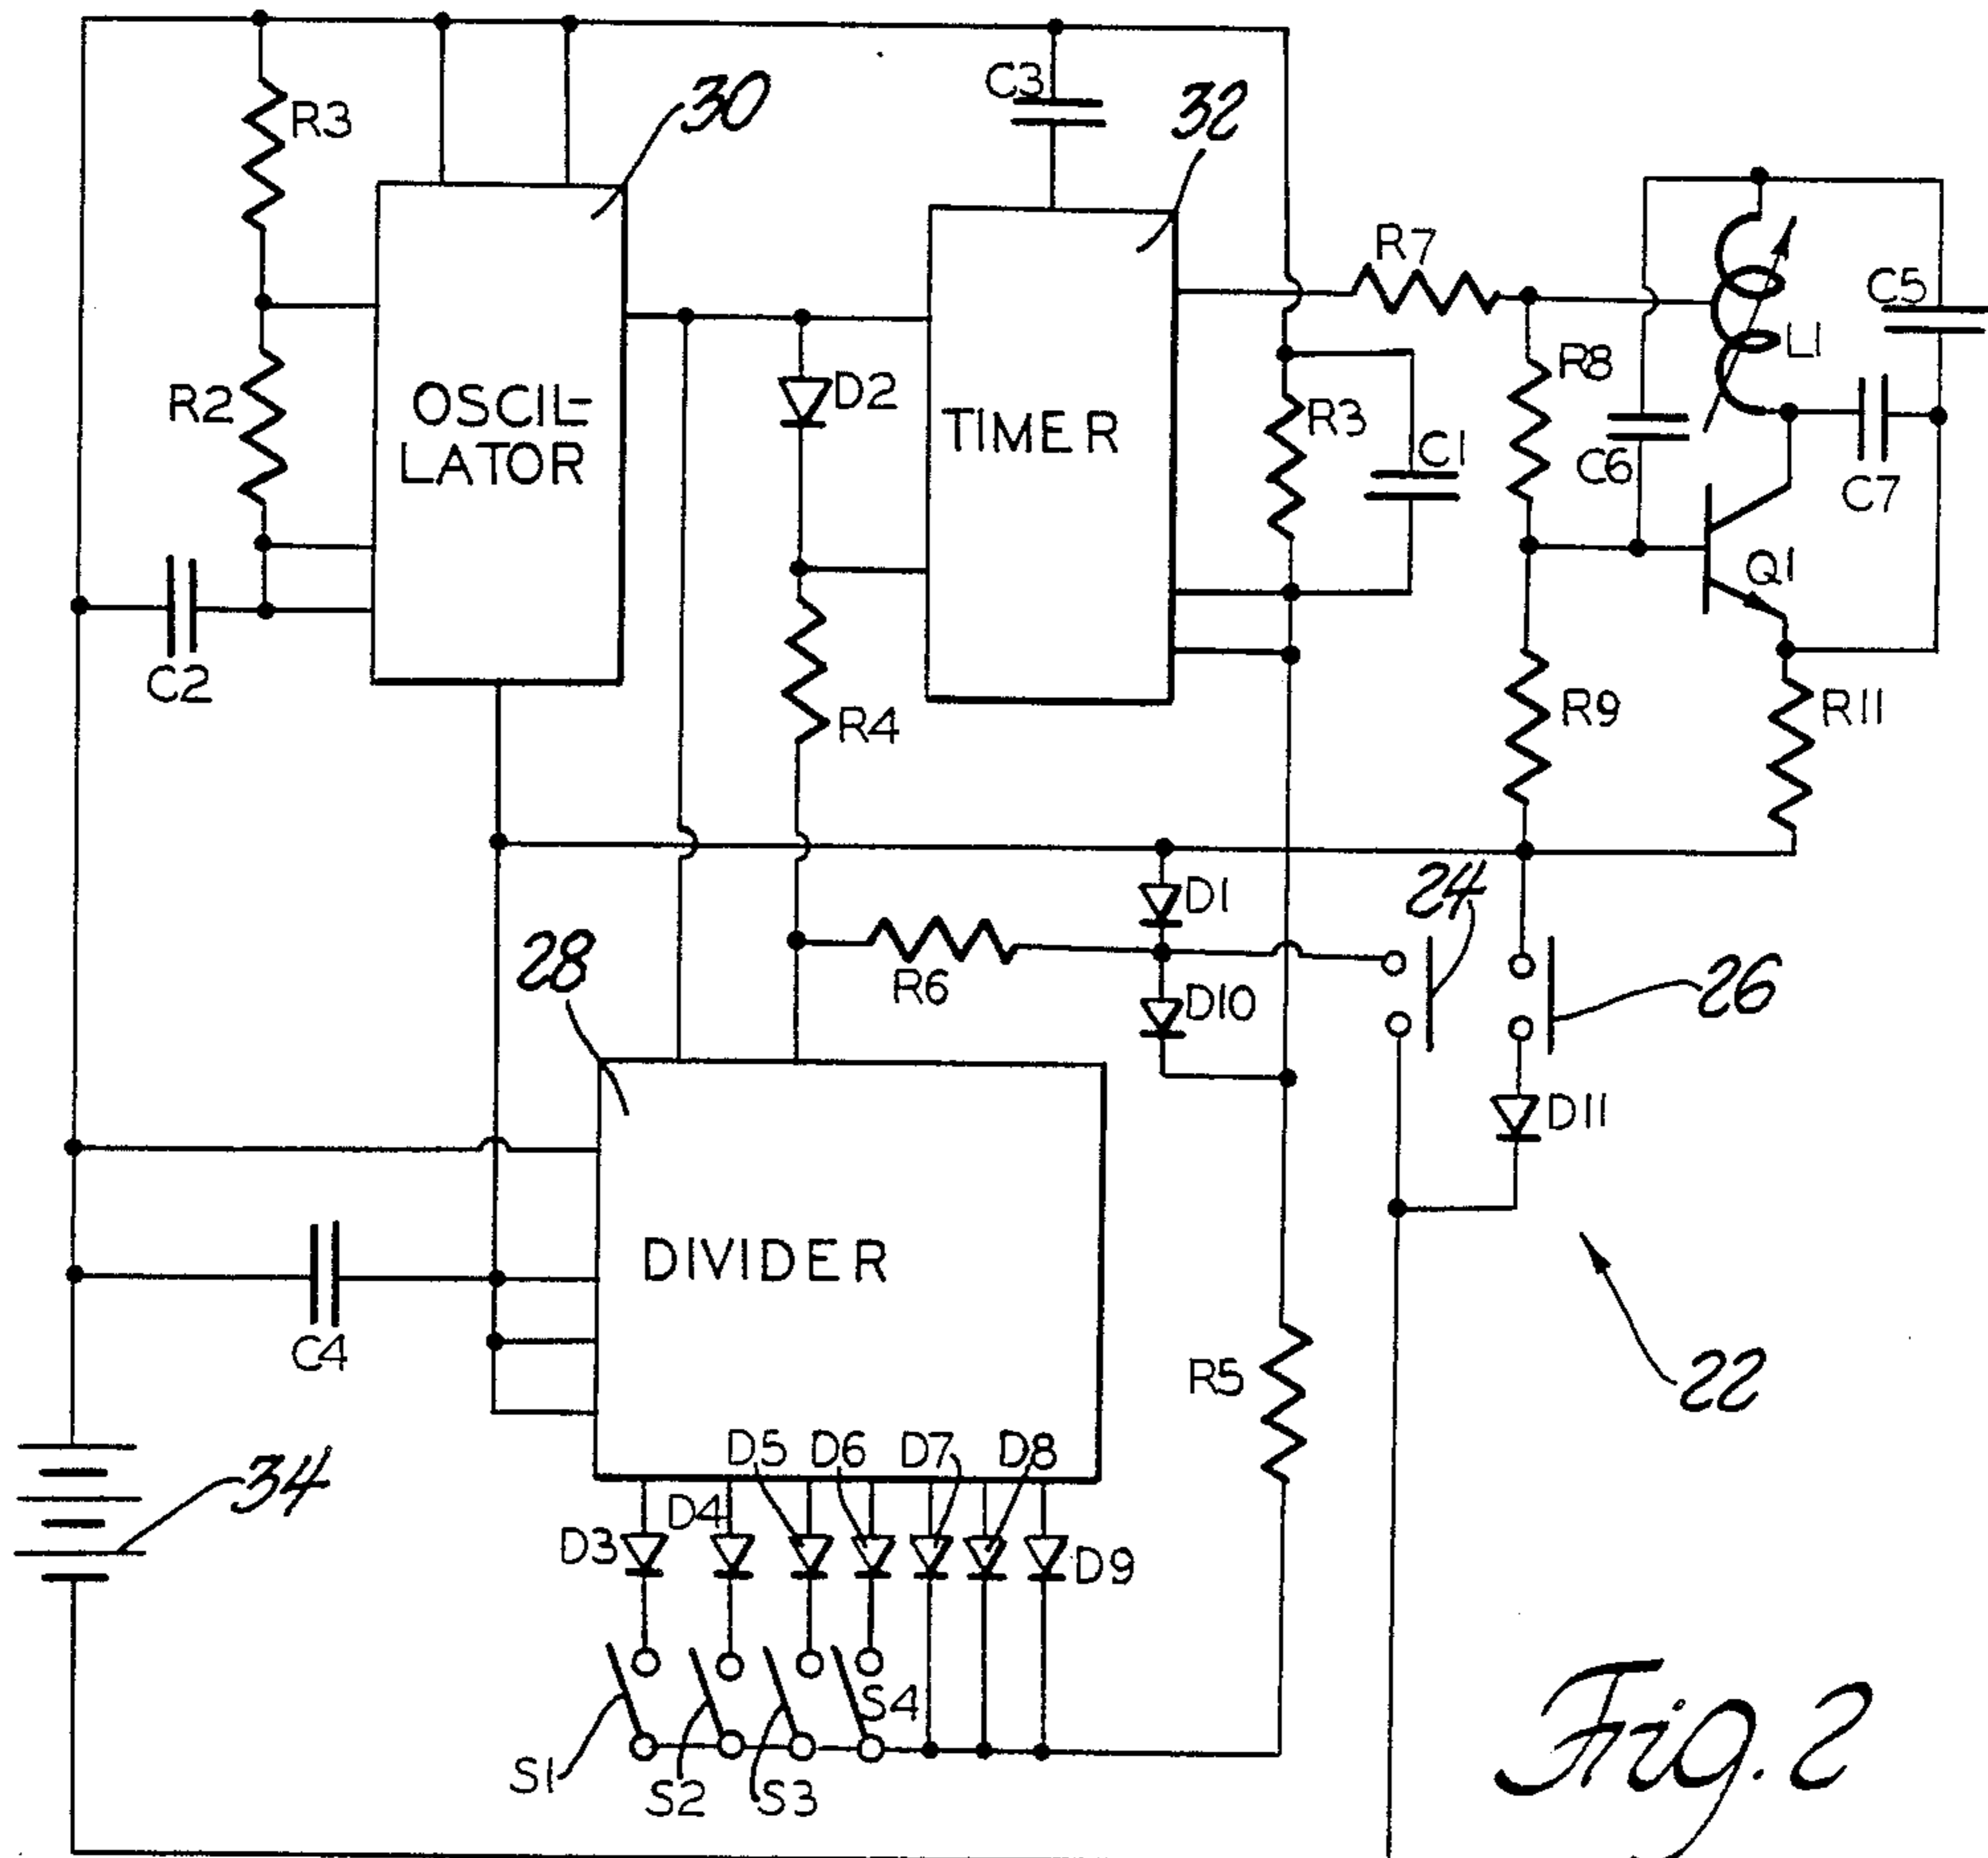 C3
30
32
R3
R7
C5
L1
R8
R2
D2
OSCIL-
LATOR
TIMER
R3
C1
C6
C7
Q1
C2
R4
R9
R11
24
D1
28
R6
D10
26
D11
DIVIDER
C4
R5
22
D5
D6
D7
D8
34
D4
D3
D9
S4
S1
S2
S3
Fig. 2